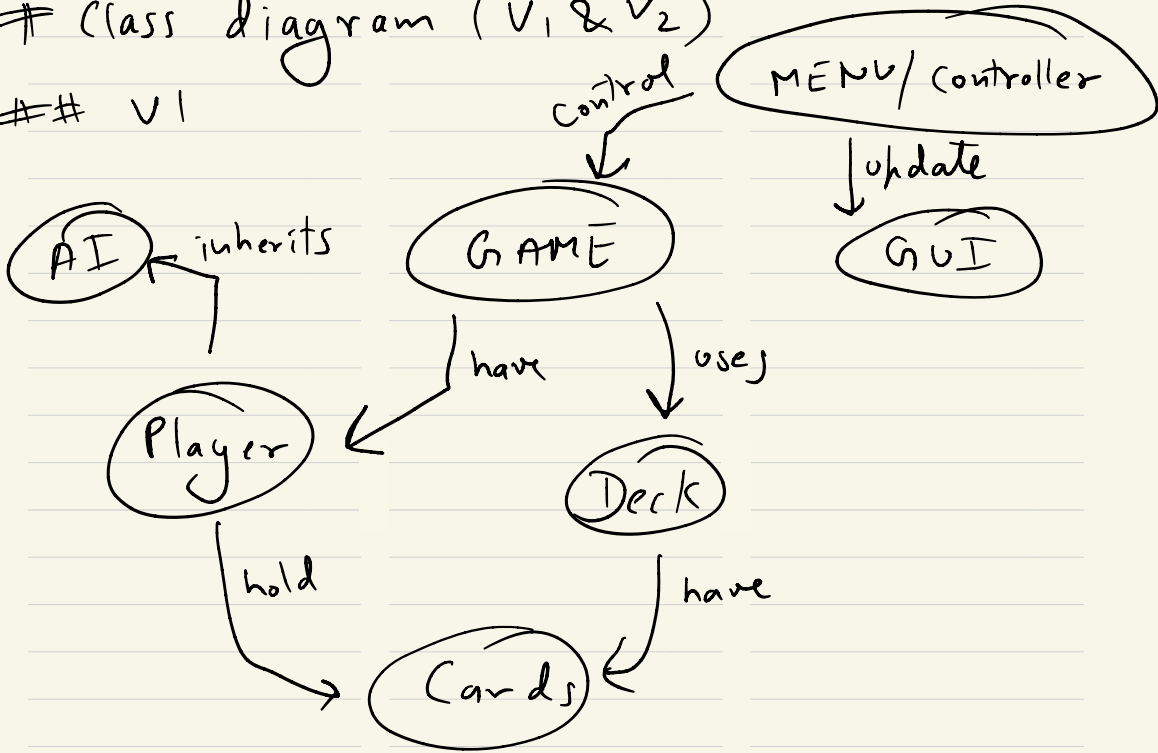 # Class diagram (V1 & V2)
MENU/Controller
## V1
control
update
AI
inherits
GAME
GUI
have
uses
Player
Deck
hold
have
Cards